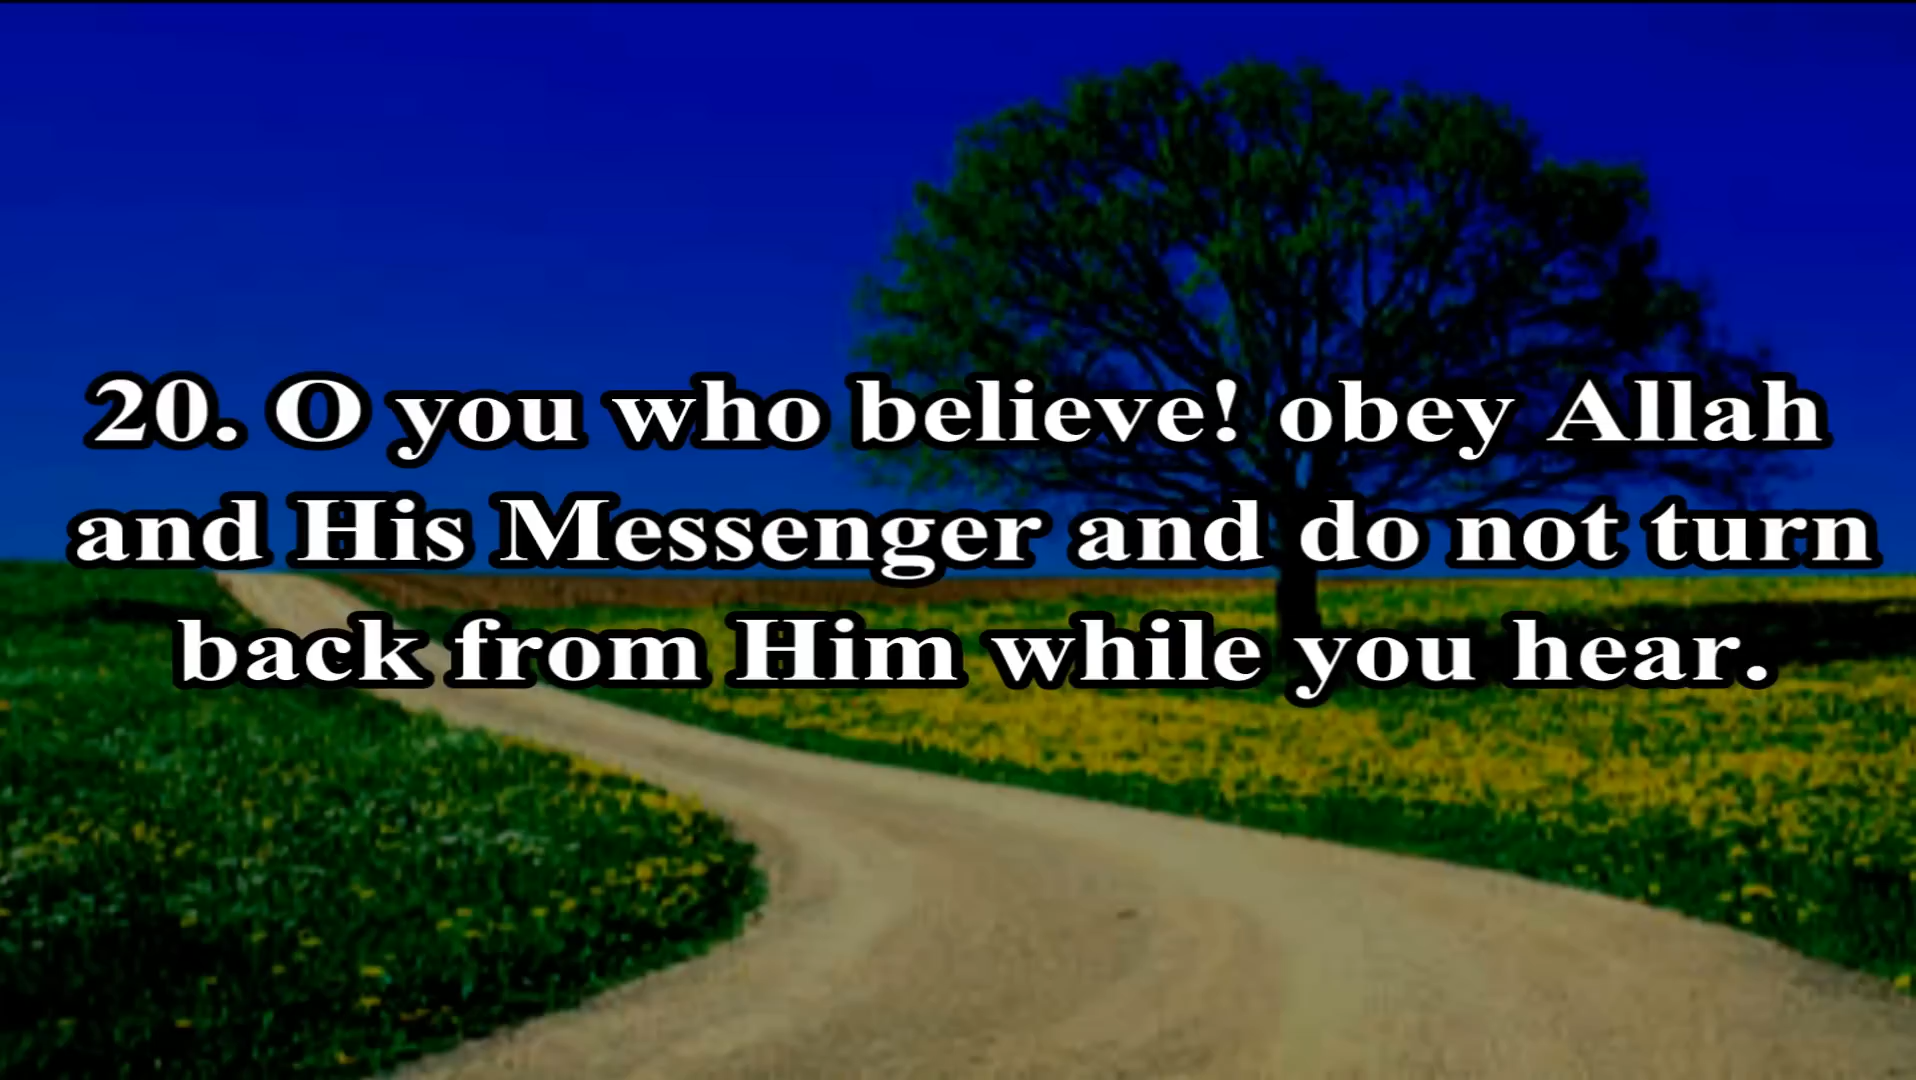 20. O you who believe! obey Allah
and His Messenger and do not turn
back from Him while you hear.